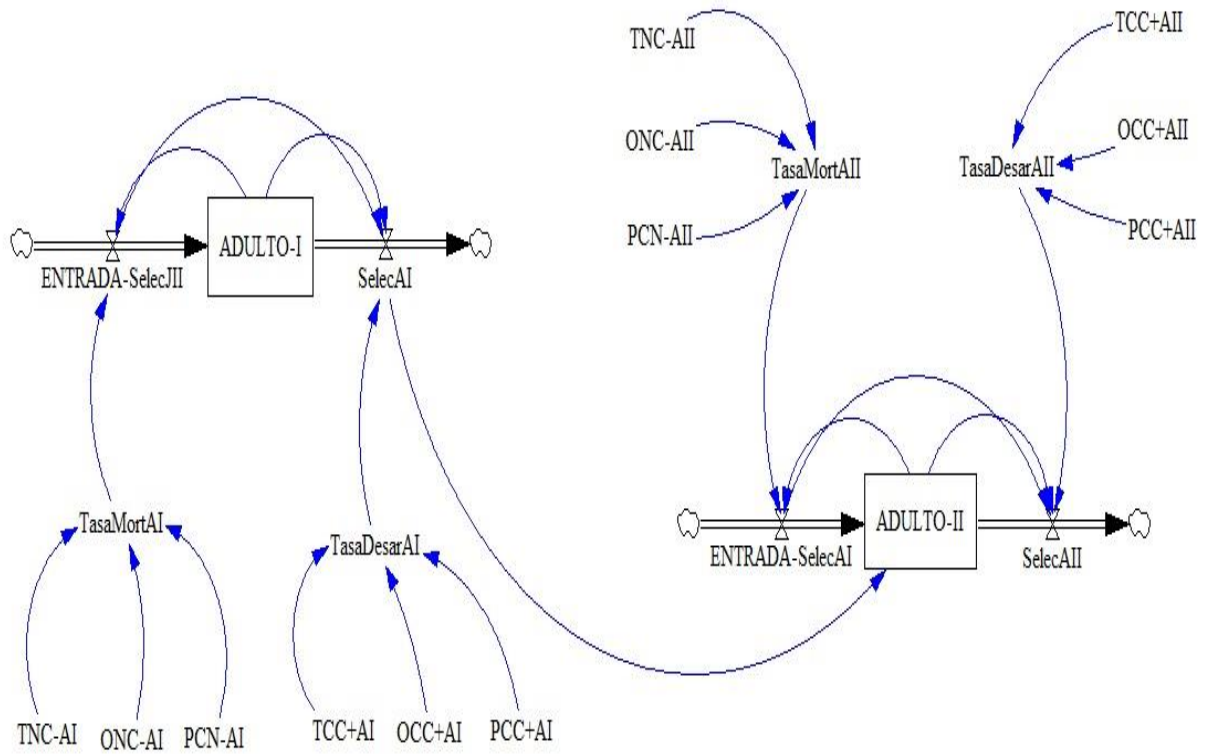 TNC-AII
TCC+AII
ONC-AII
OCC+AII
TasaMortAII
TasaDesarAII
PCN-AII
PCC+AII
ADULTO-I
ENTRADA-SelecJII
SelecAI
TasaMortAI
TasaDesarAI
ADULTO-II
ENTRADA-SelecAI
SelecAII
TNC-AI
ONC-AI
PCN-AI
TCC+AI
OCC+AI
PCC+AI